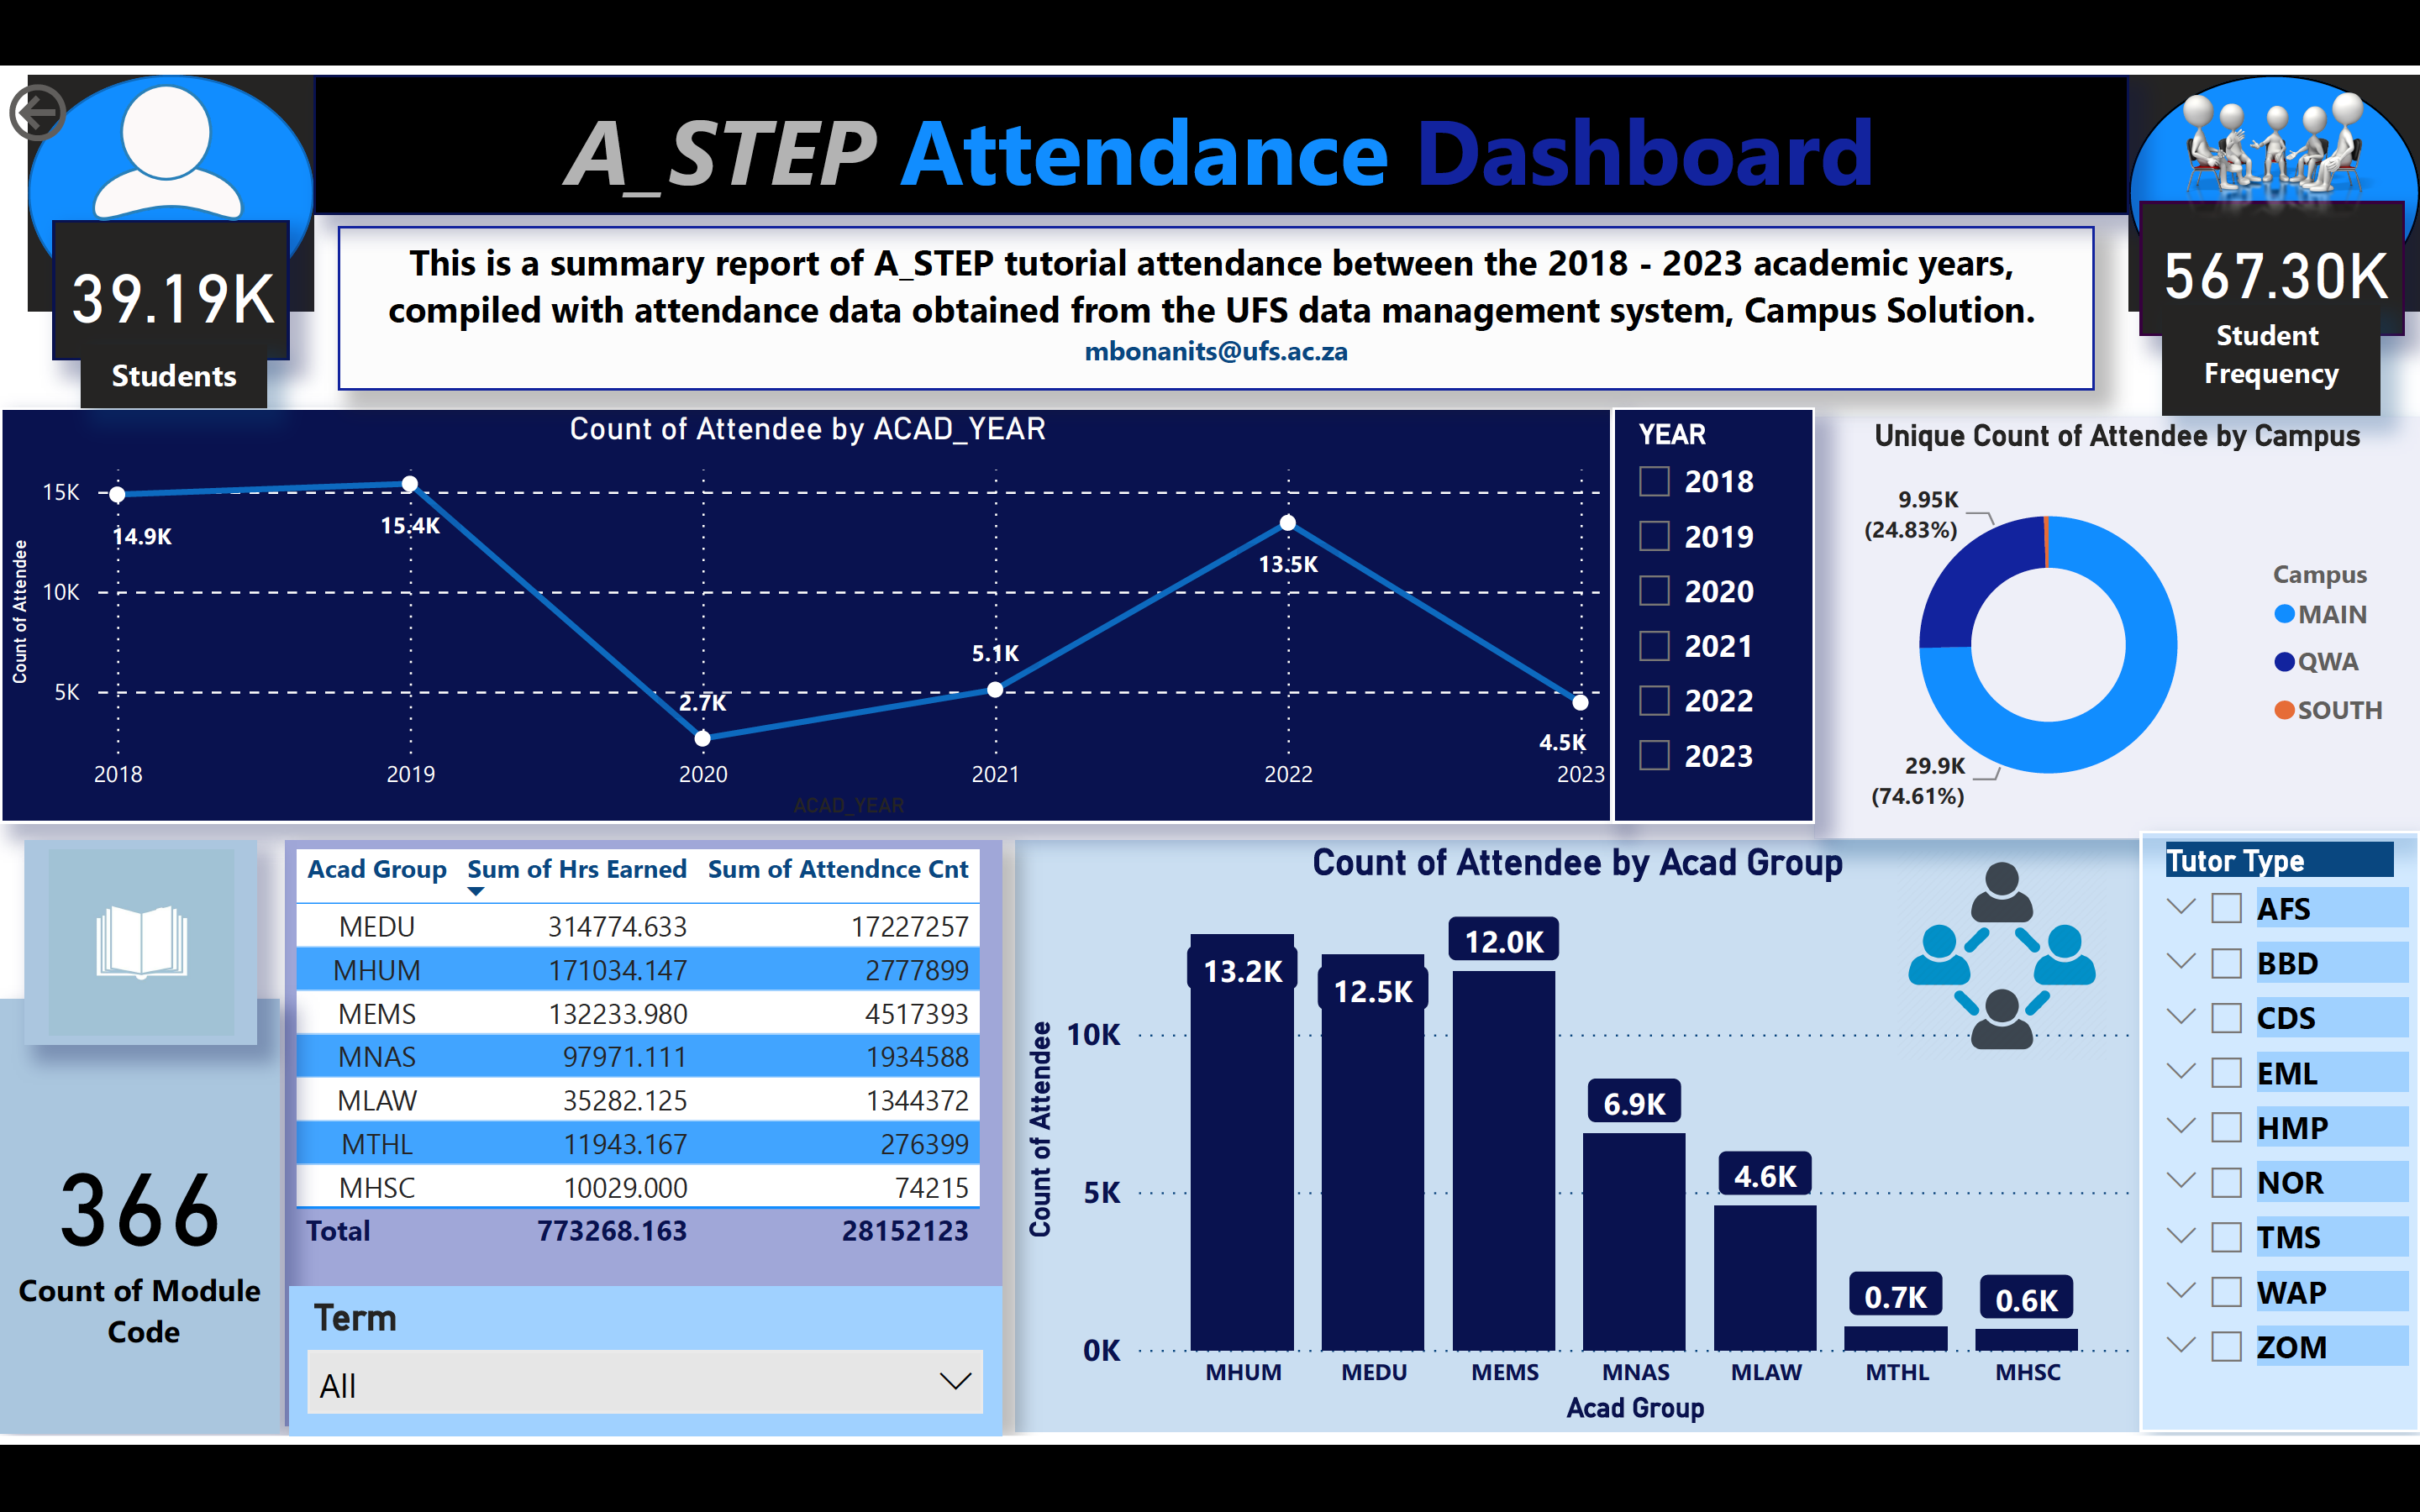 A_STEP Attendance Dashboard
This is a summary report of A_STEP tutorial attendance between the 2018 - 2023 academic years,
compiled with attendance data obtained from the UFS data management system, Campus Solution.
mbonanits@ufs.ac.za
39.19K
Students
567.30K
Student
Frequency
Count of Attendee by ACAD_YEAR
Count of Attendee
15K
10K
5K
14.9K
15.4K
2.7K
5.1K
13.5K
4.5K
2018
2019
2020
2021
2022
2023
ACAD_YEAR
YEAR
2018
2019
2020
2021
2022
2023
Unique Count of Attendee by Campus
9.95K
(24.83%)
29.9K
(74.61%)
Campus
MAIN
QWA
SOUTH
366
Count of Module
Code
Acad Group Sum of Hrs Earned Sum of Attendnce Cnt
MEDU 314774.633 17227257
MHUM 171034.147 2777899
MEMS 132233.980 4517393
MNAS 97971.111 1934588
MLAW 35282.125 1344372
MTHL 11943.167 276399
MHSC 10029.000 74215
Total 773268.163 28152123
Term
All
Count of Attendee by Acad Group
Count of Attendee
10K
5K
0K
13.2K
12.5K
12.0K
6.9K
4.6K
0.7K
0.6K
MHUM
MEDU
MEMS
MNAS
MLAW
MTHL
MHSC
Acad Group
Tutor Type
AFS
BBD
CDS
EML
HMP
NOR
TMS
WAP
ZOM